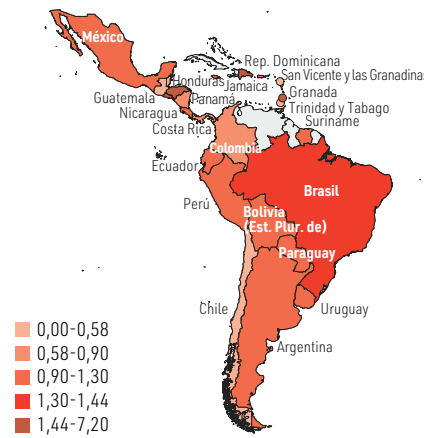 México
Rep. Dominicana
San Vicente y las Granadinas
Honduras
Jamaica
Granada
Guatemala
Panamá
Trinidad y Tabago
Nicaragua
Suriname
Costa Rica
Colombia
Ecuador
Brasil
Perú
Bolivia
(Est. Plur. de)
Paraguay
Chile
Uruguay
Argentina
0,00-0,58
0,58-0,90
0,90-1,30
1,30-1,44
1,44-7,20